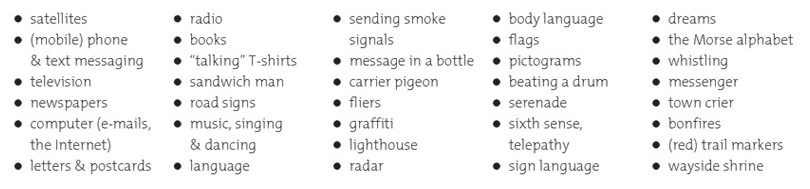 • satellites
• (mobile) phone
& text messaging
• television
• newspapers
• computer (e-mails,
the Internet)
• letters & postcards
• radio
• books
• “talking” T-shirts
• sandwich man
• road signs
• music, singing
& dancing
• language
• sending smoke
signals
• message in a bottle
• carrier pigeon
• fliers
• graffiti
• lighthouse
• radar
• body language
• flags
• pictograms
• beating a drum
• serenade
• sixth sense,
telepathy
• sign language
• dreams
• the Morse alphabet
• whistling
• messenger
• town crier
• bonfires
• (red) trail markers
• wayside shrine